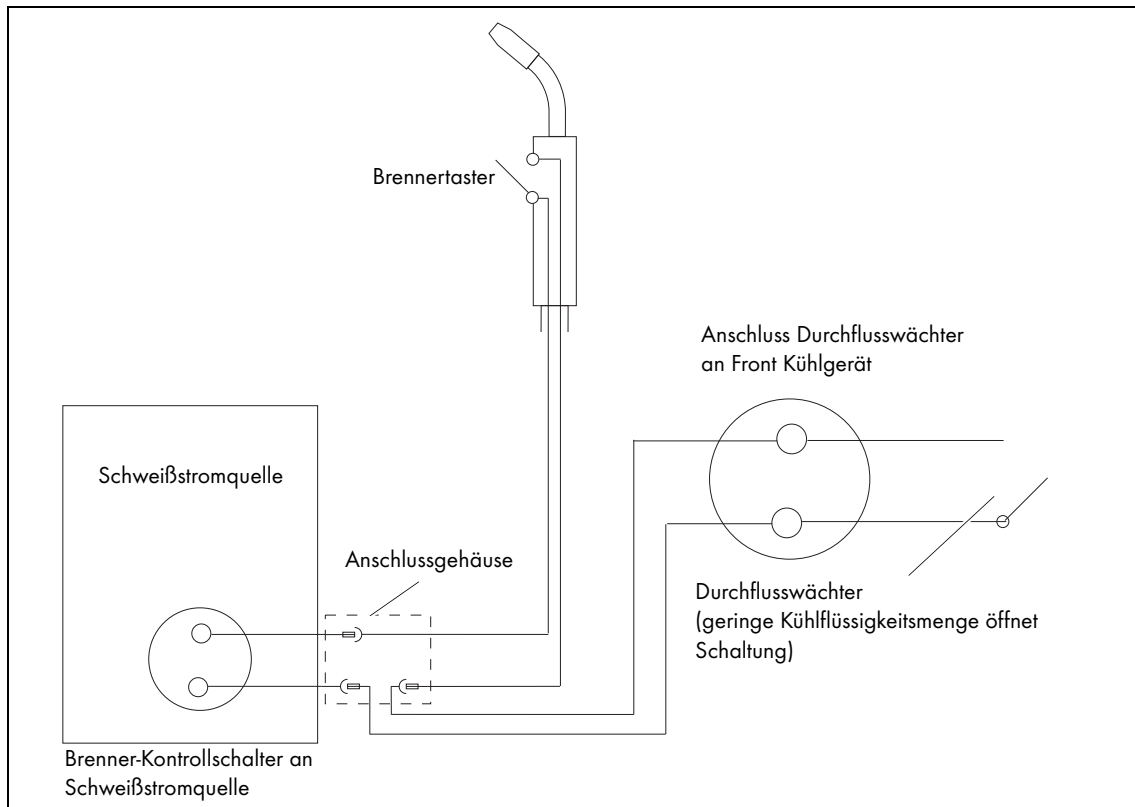 Brennertaster
Anschluss Durchflusswächter
an Front Kühlgerät
Schweißstromquelle
Anschlussgehäuse
Durchflusswächter
(geringe Kühlflüssigkeitsmenge öffnet
Schaltung)
Brenner-Kontrollschalter an
Schweißstromquelle